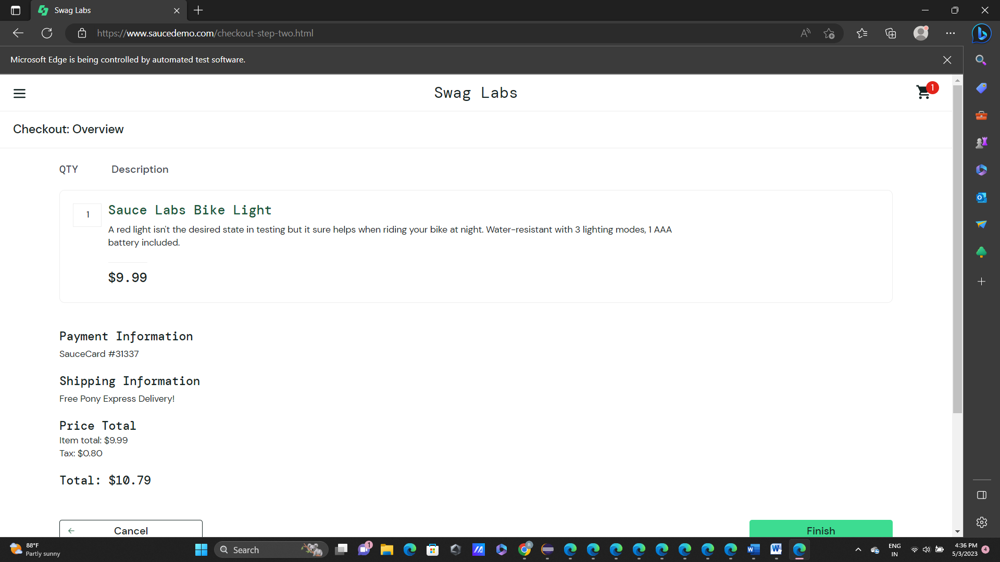 Swag Labs
https://www.saucedemo.com/checkout-step-two.html
Microsoft Edge is being controlled by automated test software.
Swag Labs
1
Checkout: Overview
QTY Description
1
Sauce Labs Bike Light
A red light isn't the desired state in testing but it sure helps when riding your bike at night. Water-resistant with 3 lighting modes, 1 AAA
battery included.
$9.99
Payment Information
SauceCard #31337
Shipping Information
Free Pony Express Delivery!
Price Total
Item total: $9.99
Tax: $0.80
Total: $10.79
Cancel
Finish
88°F
Partly sunny
Search
1
R
ENG
IN
4:36 PM
5/3/2023
4